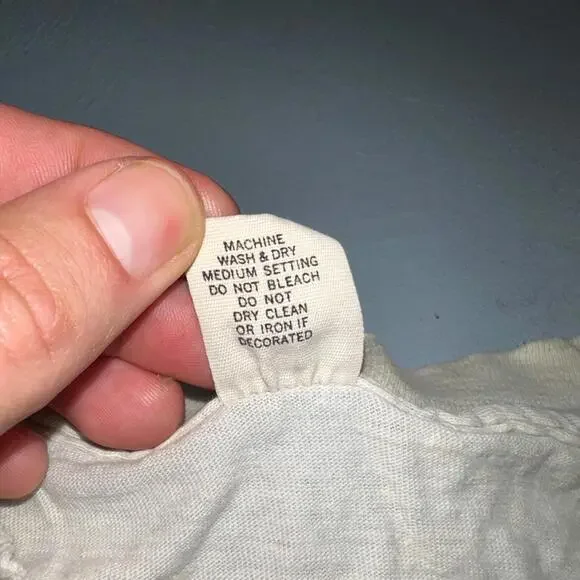 MACHINE
WASH & DRY
MEDIUM SETTING
DO NOT BLEACH
DO NOT
DRY CLEAN
OR IRON IF
DECORATED